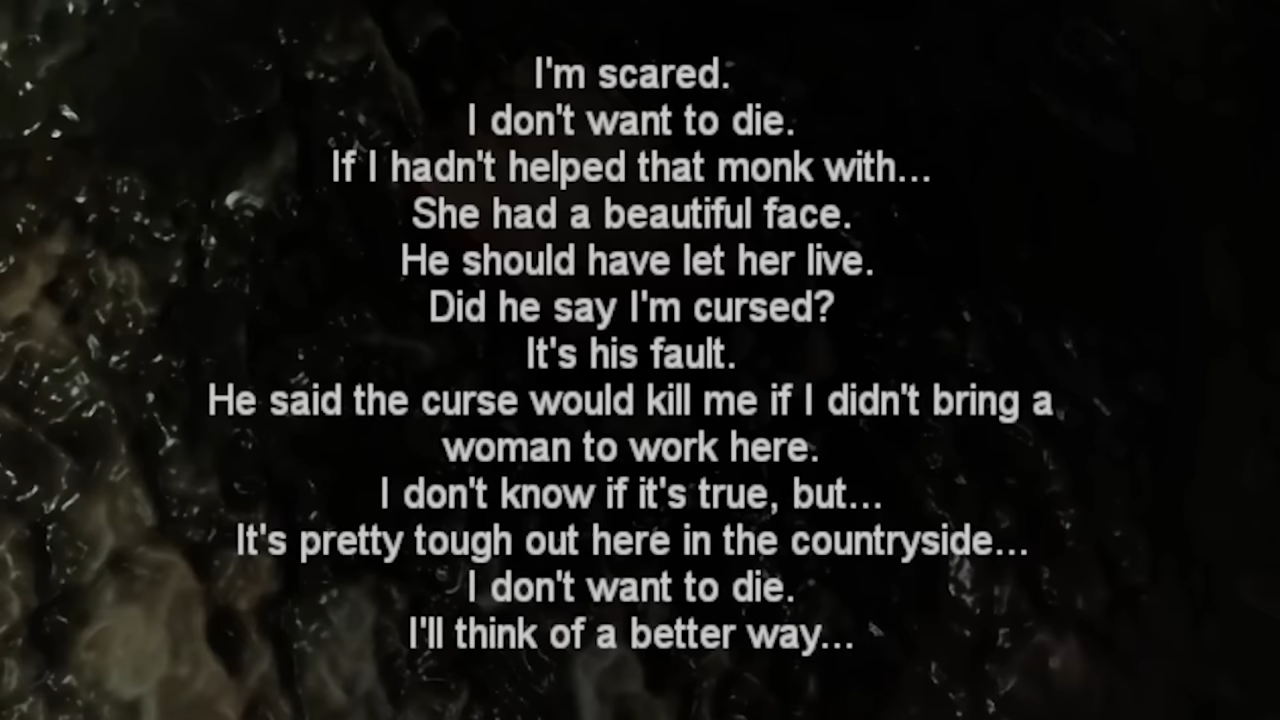 I'm scared.
I don't want to die.
If I hadn't helped that monk with...
She had a beautiful face.
He should have let her live.
Did he say I'm cursed?
It's his fault.
He said the curse would kill me if I didn't bring a
woman to work here.
I don't know if it's true, but...
It's pretty tough out here in the countryside...
I don't want to die.
I'll think of a better way...